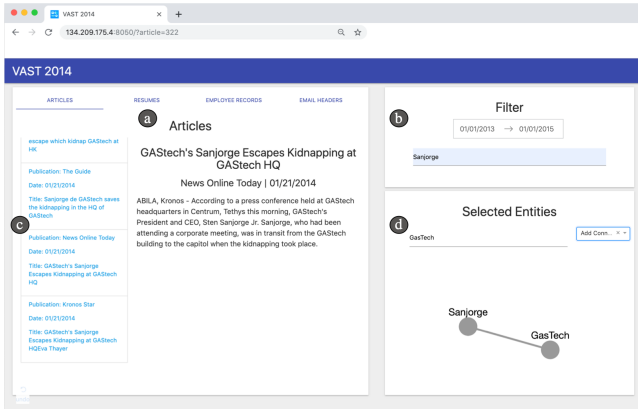 VAST 2014
134.209.175.4:8050/?article=322
VAST 2014
ARTICLES
RESUMES
EMPLOYEE RECORDS
EMAIL HEADERS
a
Articles
escape which kidnap GAStech at
HK
Publication: The Guide
Date: 01/21/2014
Title: Sanjorge de GAStech saves
the kidnapping in the HQ of
GAStech
c
Publication: News Online Today
Date: 01/21/2014
Title: GAStech's Sanjorge
Escapes Kidnapping at GAStech
HQ
Publication: Kronos Star
Date: 01/21/2014
Title: GAStech's Sanjorge
Escapes Kidnapping at GAStech
HQEva Thayer
GAStech's Sanjorge Escapes Kidnapping at
GAStech HQ
News Online Today | 01/21/2014
ABILA, Kronos - According to a press conference held at GAStech
headquarters in Centrum, Tethys this morning, GAStech's
President and CEO, Sten Sanjorge Jr. Sanjorge, who had been
attending a corporate meeting, was in transit from the GAStech
building to the capitol when the kidnapping took place.
b
Filter
01/01/2013 → 01/01/2015
Sanjorge
d
Selected Entities
GasTech
Add Conn...
Sanjorge
GasTech